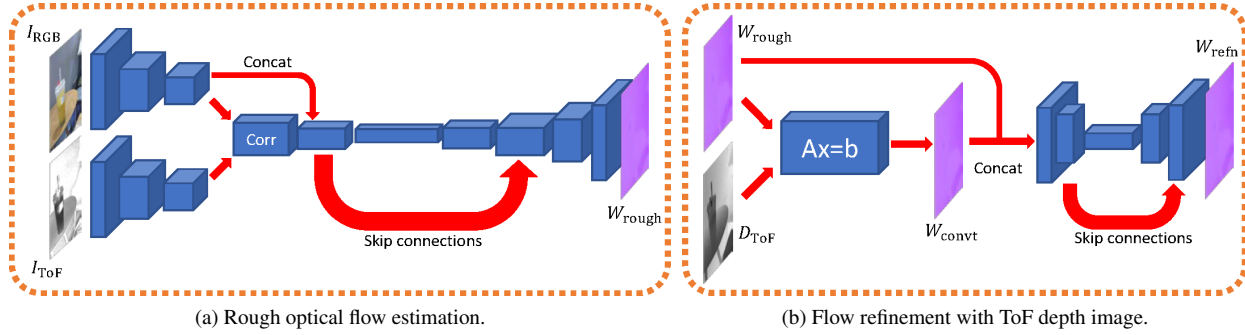 I_RGB
Concat
Corr
W_rough
Skip connections
I_ToF
(a) Rough optical flow estimation.
W_rough
W_refn
Ax=b
Concat
D_ToF
W_convt
Skip connections
(b) Flow refinement with ToF depth image.